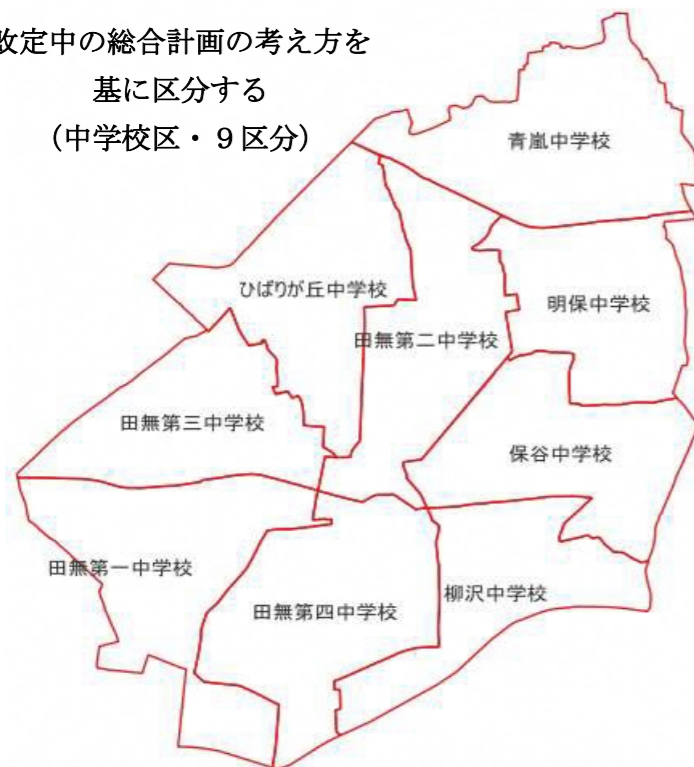 改定中の総合計画の考え方を
基に区分する
（中学校区・９区分）
青嵐中学校
ひばりが丘中学校
明保中学校
田無第二中学校
田無第三中学校
保谷中学校
田無第一中学校
田無第四中学校
柳沢中学校